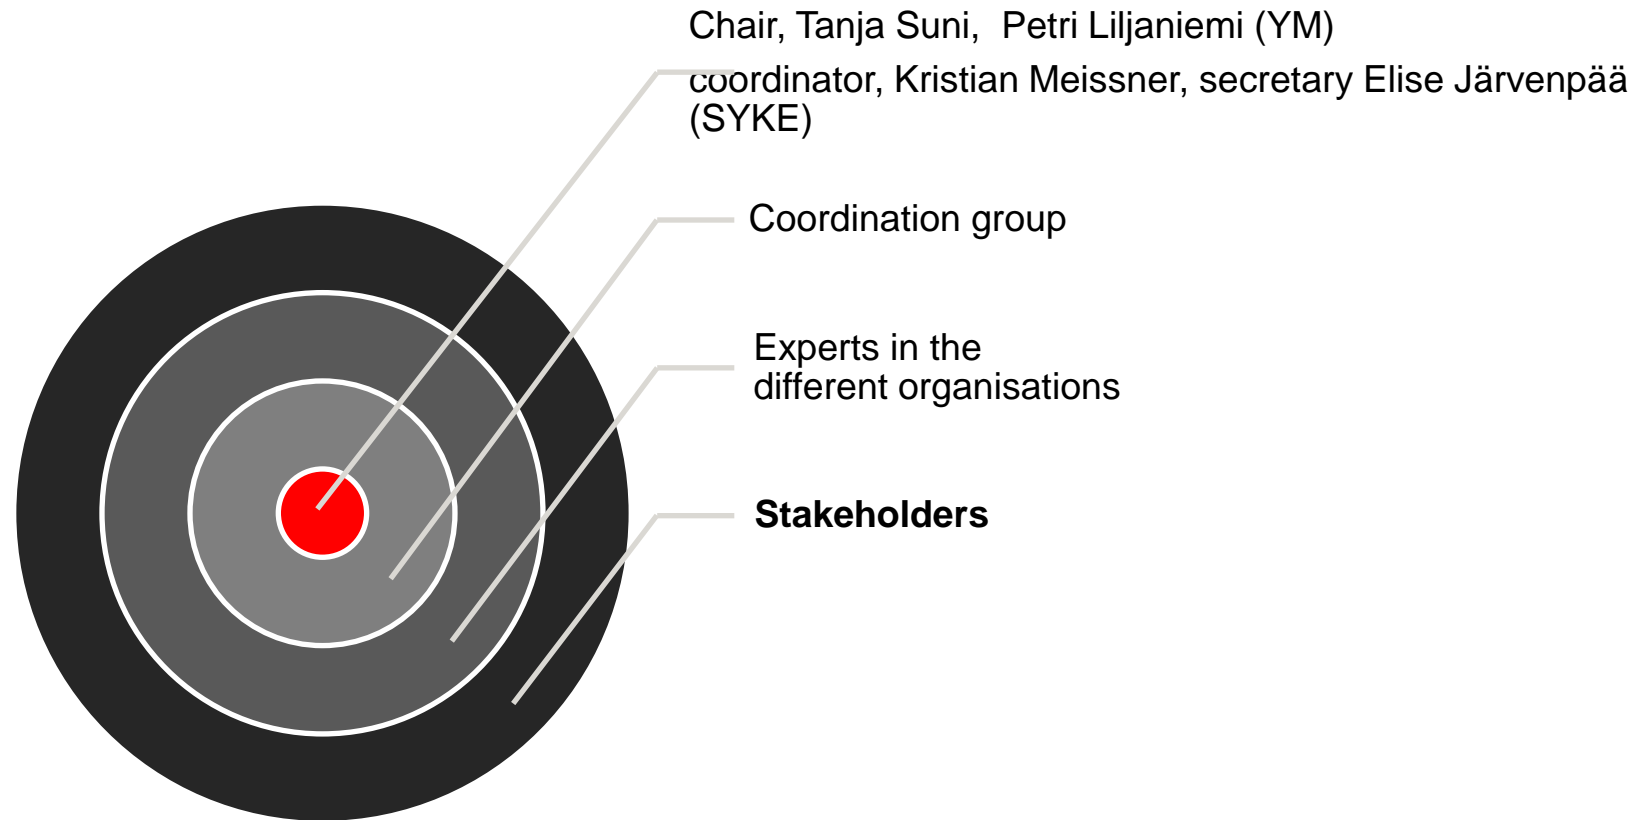 Chair, Tanja Suni,  Petri Liljaniemi (YM)
coordinator, Kristian Meissner, secretary Elise Järvenpää
(SYKE)
Coordination group
Experts in the
different organisations
Stakeholders